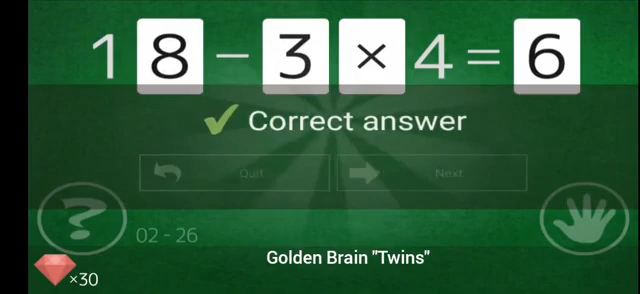 18-3×4=6
Correct answer
Quit Next
02-26
Golden Brain "Twins"
×30